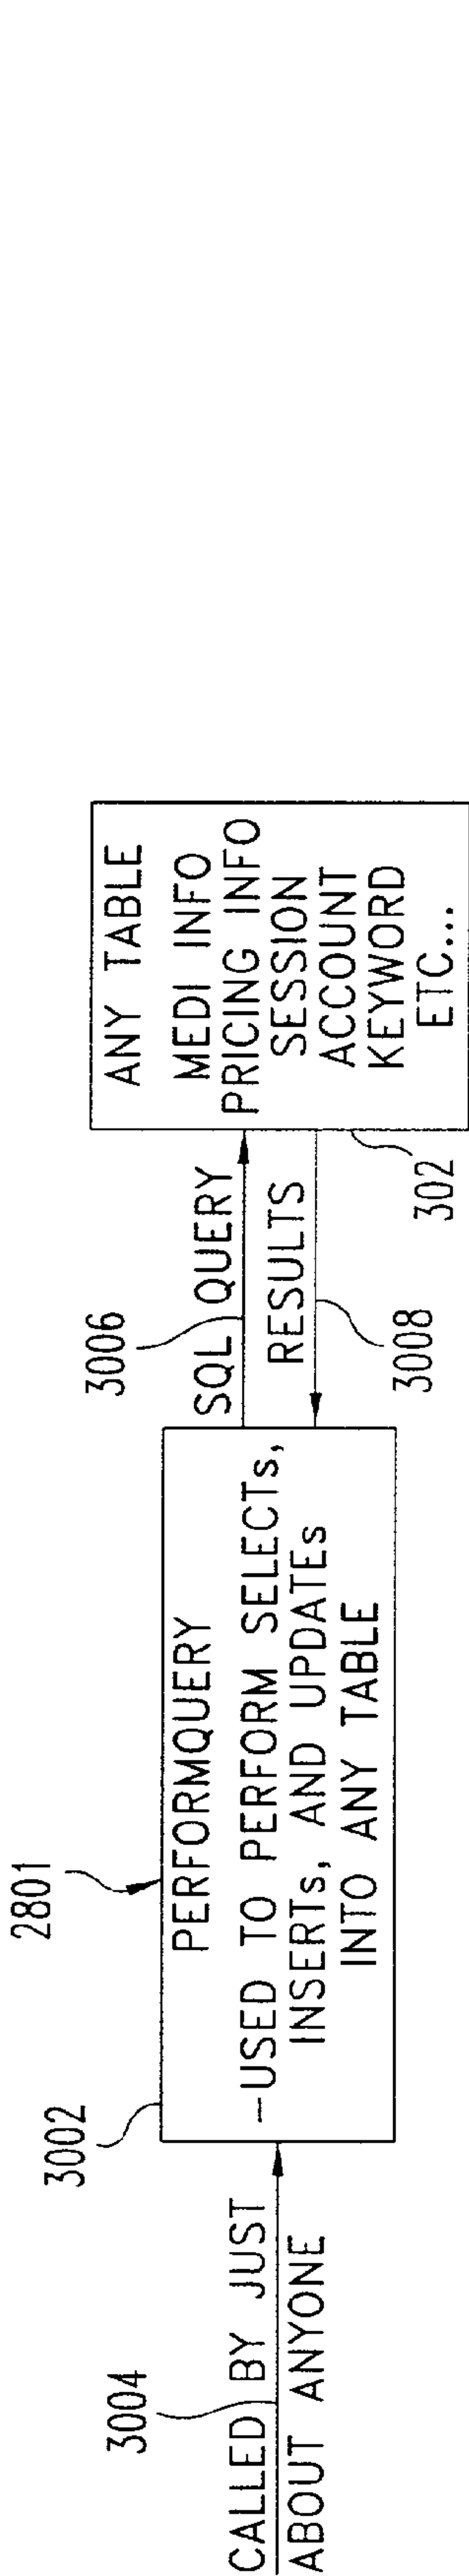 CALLED BY JUST
ABOUT ANYONE
3004
3002
2801
PERFORMQUERY
–USED TO PERFORM SELECTs,
INSERTs, AND UPDATEs
INTO ANY TABLE
3006
SQL QUERY
RESULTS
3008
ANY TABLE
MEDI INFO
PRICING INFO
SESSION
ACCOUNT
KEYWORD
ETC...
302